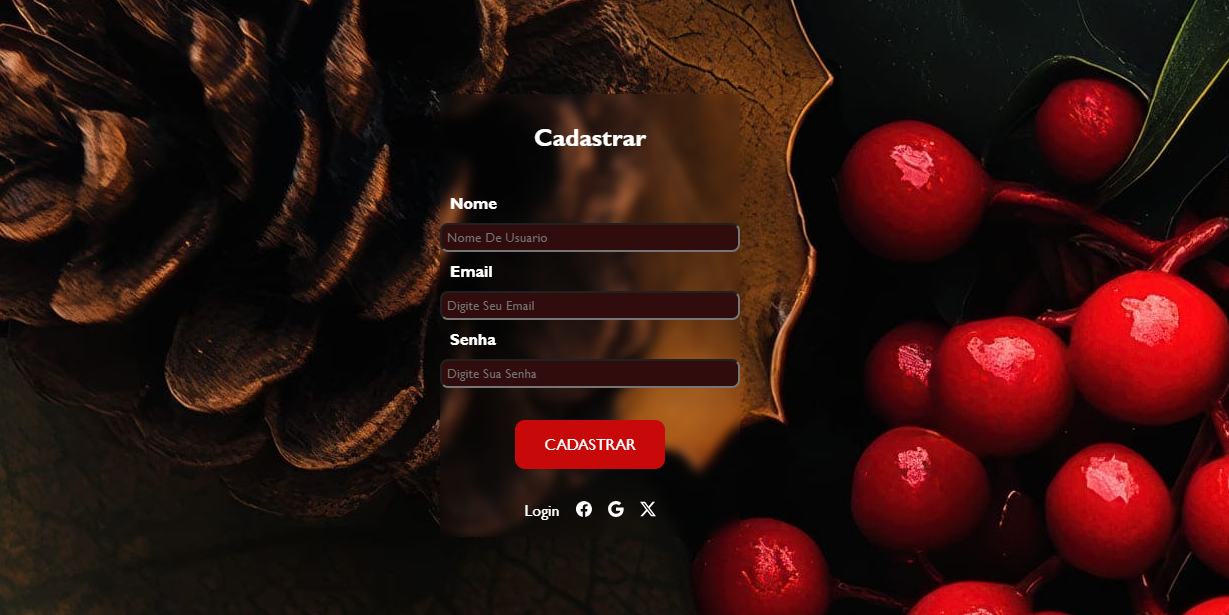 Cadastrar
Nome
Nome De Usuario
Email
Digite Seu Email
Senha
Digite Sua Senha
CADASTRAR
Login